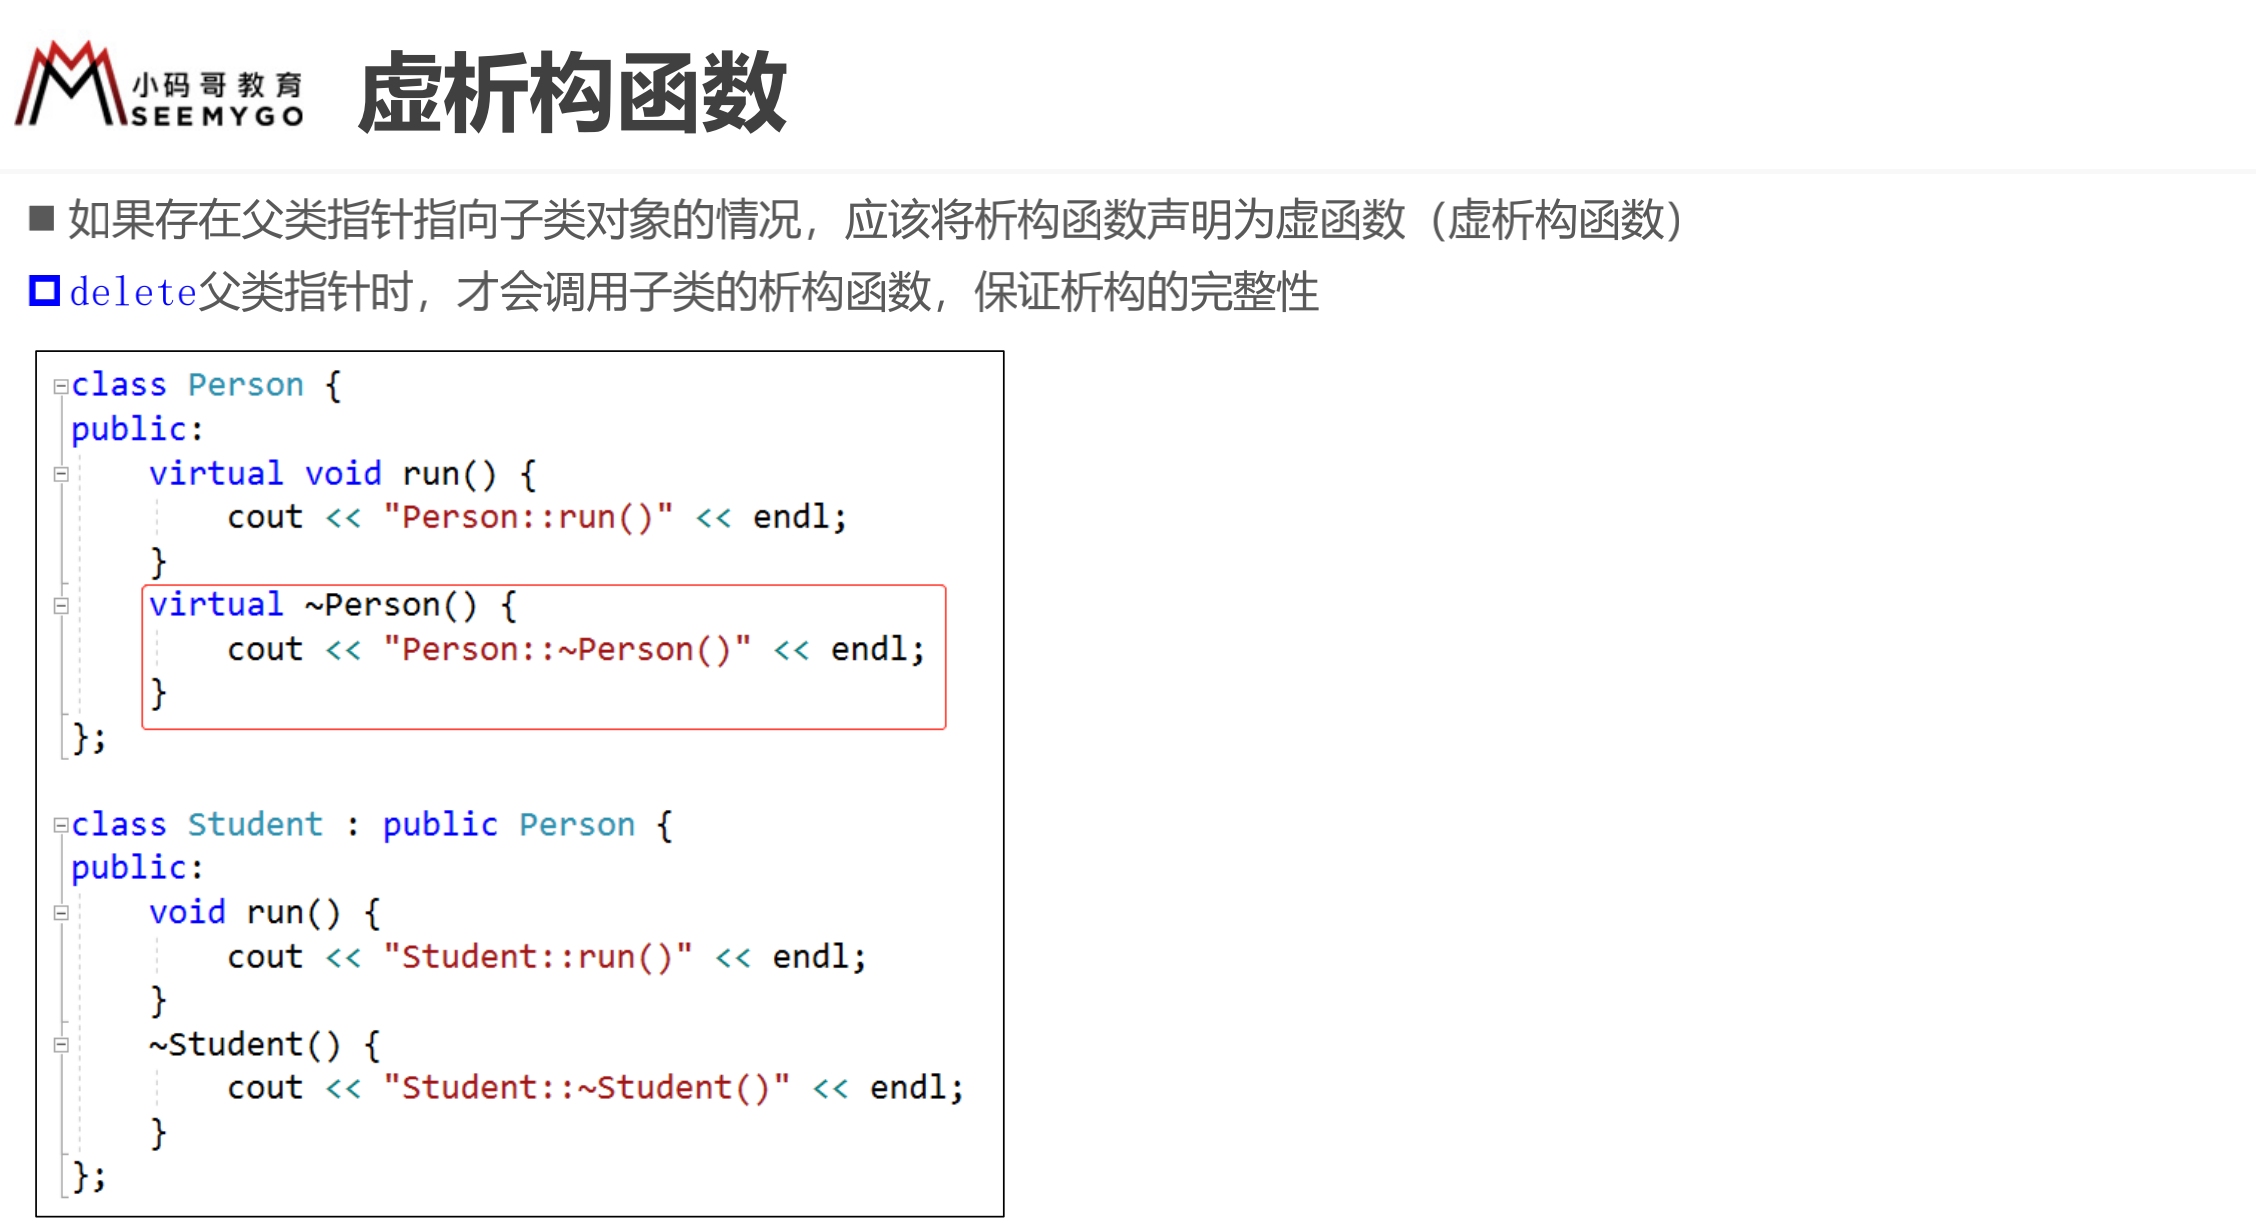 小码哥教育
SEEMYGO
虚析构函数
如果存在父类指针指向子类对象的情况，应该将析构函数声明为虚函数（虚析构函数）
delete父类指针时，才会调用子类的析构函数，保证析构的完整性
class Person {
public:
    virtual void run() {
        cout << "Person::run()" << endl;
    }
    virtual ~Person() {
        cout << "Person::~Person()" << endl;
    }
};
class Student : public Person {
public:
    void run() {
        cout << "Student::run()" << endl;
    }
    ~Student() {
        cout << "Student::~Student()" << endl;
    }
};